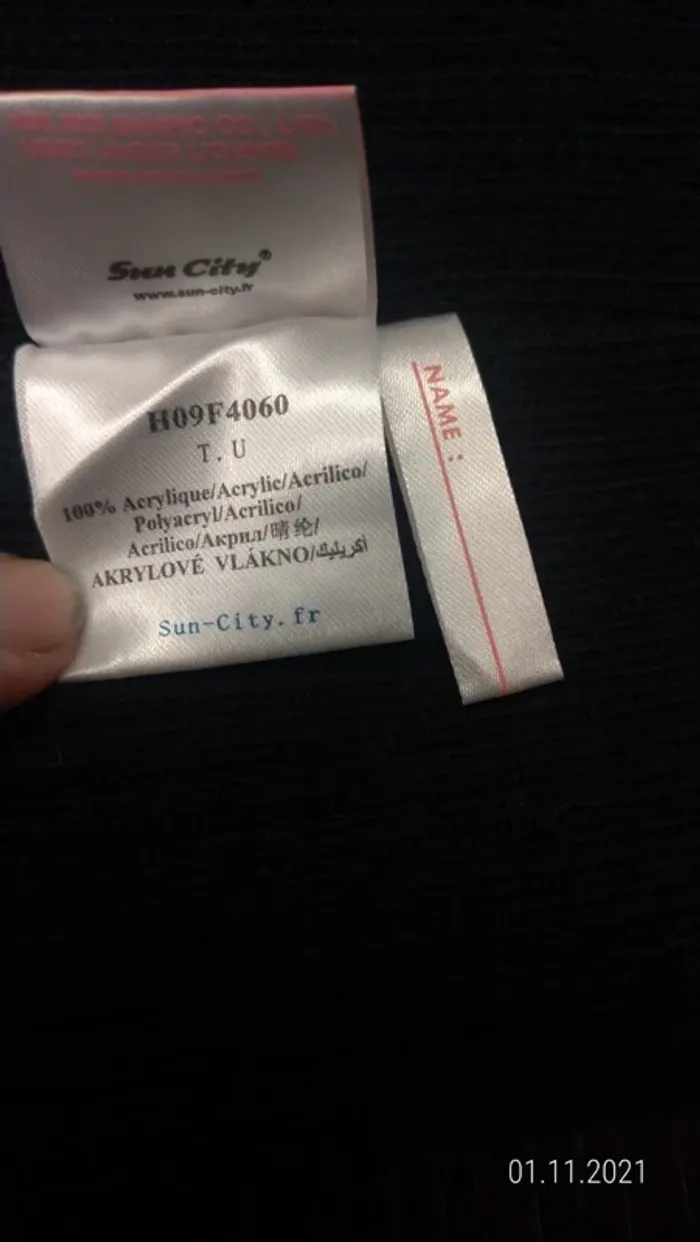 Sun City®
www.sun-city.fr
H09F4060
T.U
100% Acrylique/Acrylic/Acrilico/
Polyacryl/Acrilico/
Acrilico/Акрил/晴纶/
AKRYLOVÉ VLÁKNO/أكريليك
Sun-City.fr
NAME :
01.11.2021